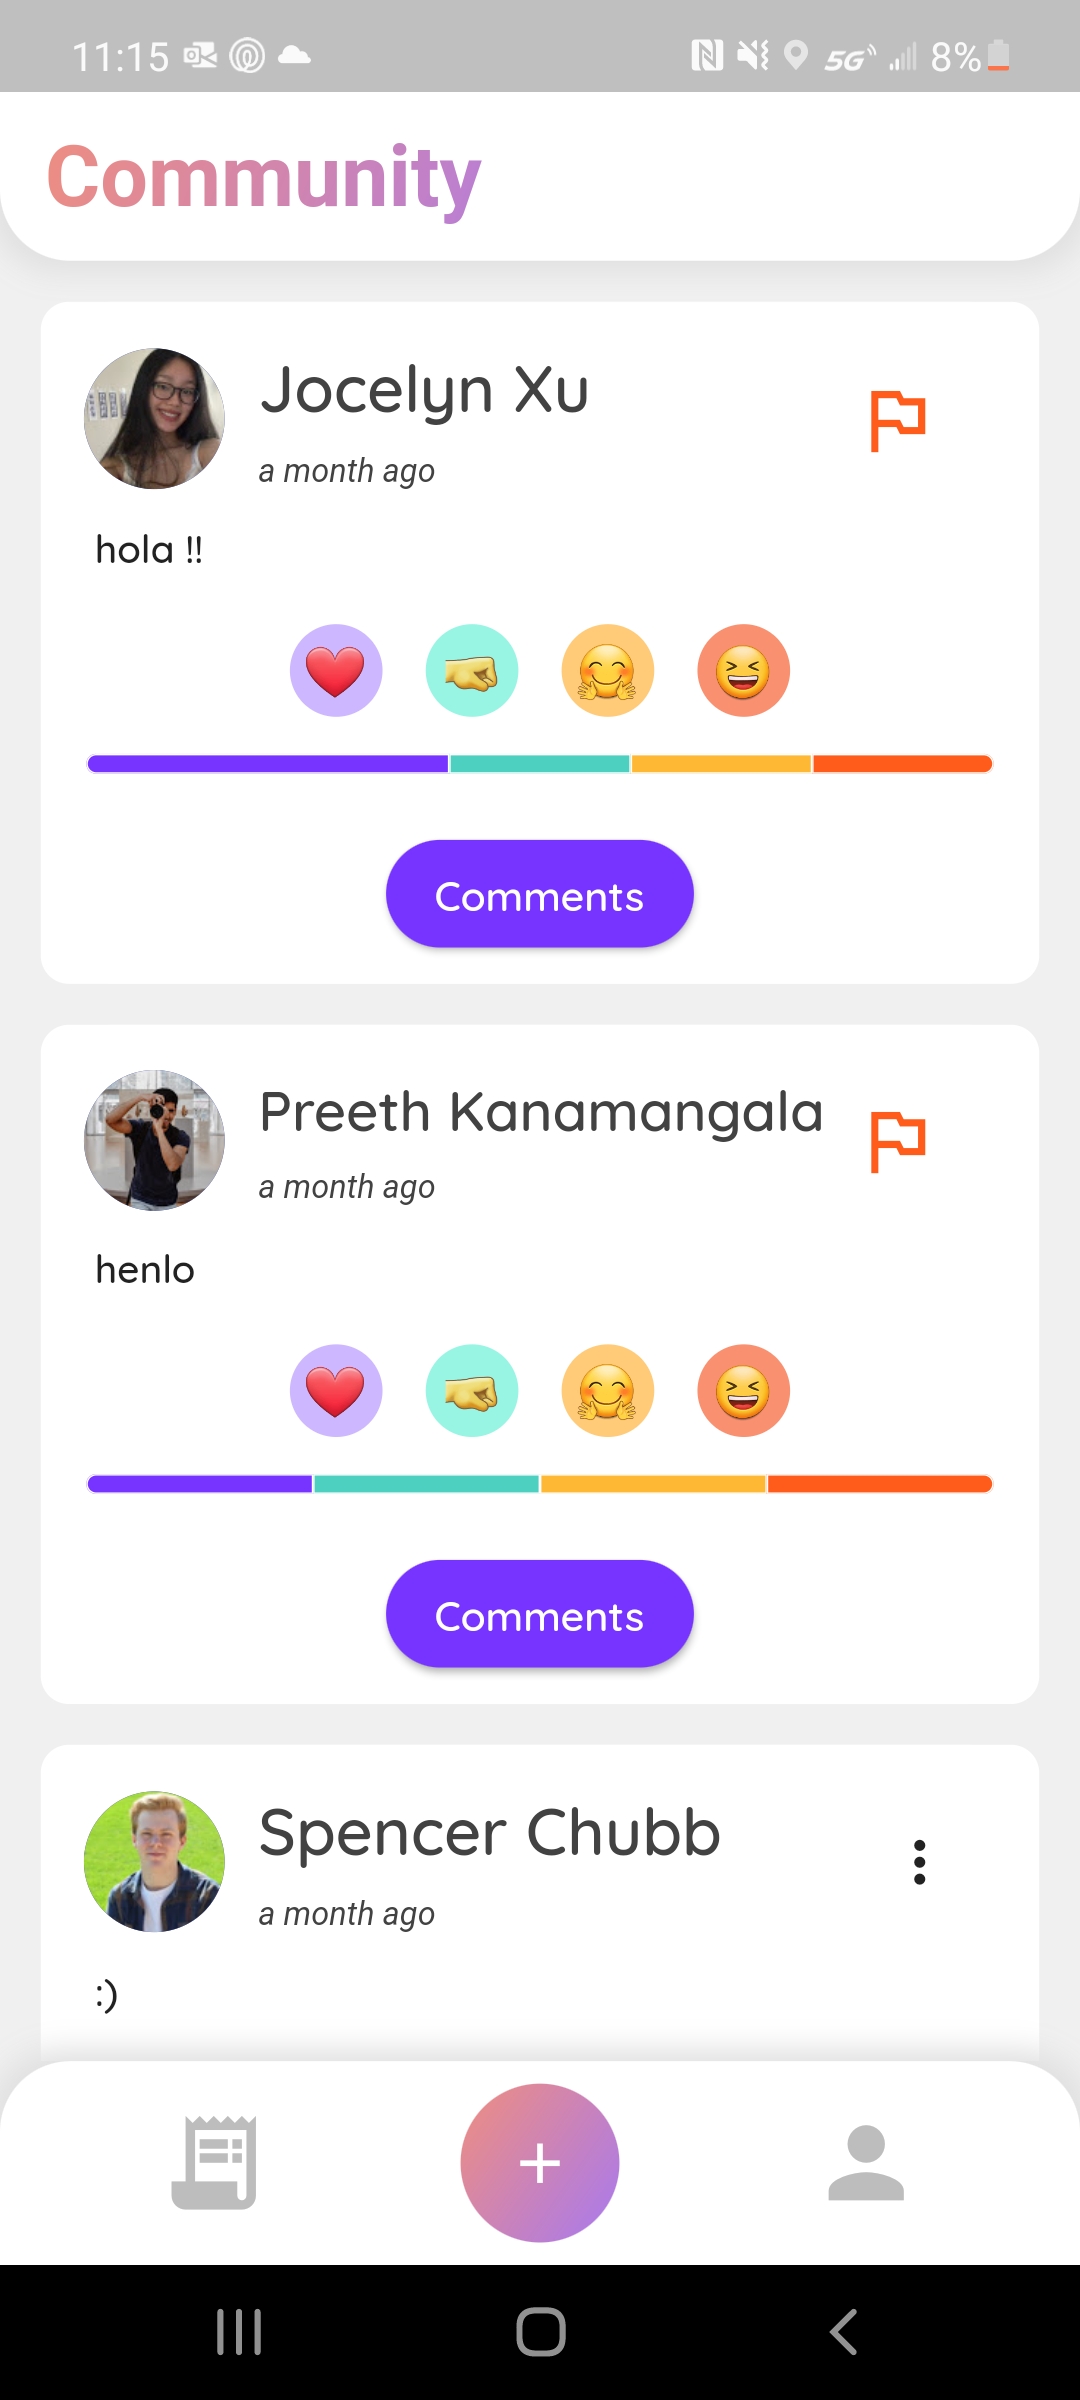 11:15 5G 8%
Community
Jocelyn Xu
a month ago
hola !!
Comments
Preeth Kanamangala
a month ago
henlo
Comments
Spencer Chubb
a month ago
:)